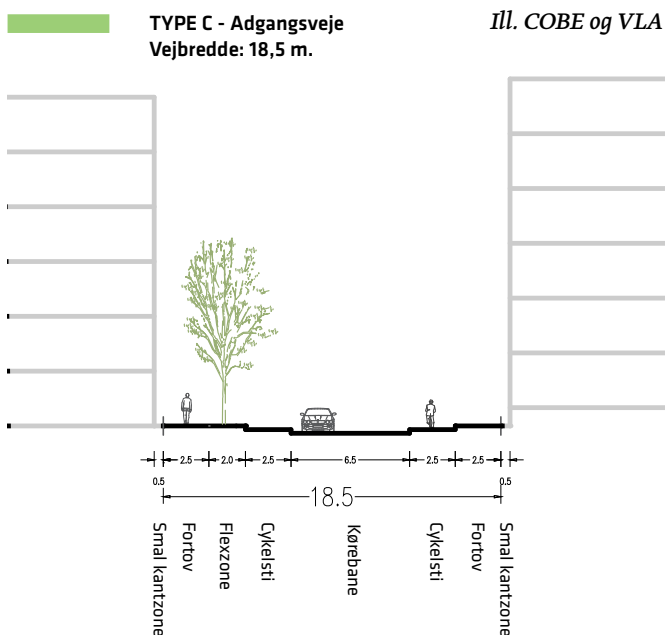 TYPE C - Adgangsveje
Vejbredde: 18,5 m.
Ill. COBE og VLA
2.5 2.0 2.5 6.5 2.5 2.5
0.5 0.5
18.5
Smal kantzone
Fortov
Flexzone
Cykelsti
Kørebane
Cykelsti
Fortov
Smal kantzone